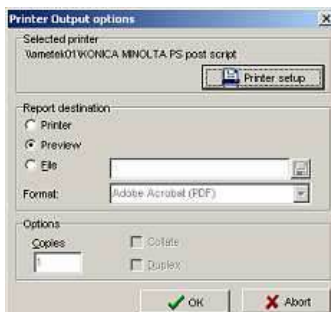 Printer Output options
Selected printer
\\ametek01\KONICA MINOLTA PS post script
Printer setup
Report destination
Printer
Preview
File
Format: Adobe Acrobat (PDF)
Options
Copies
Collate
1
Duplex
OK
Abort